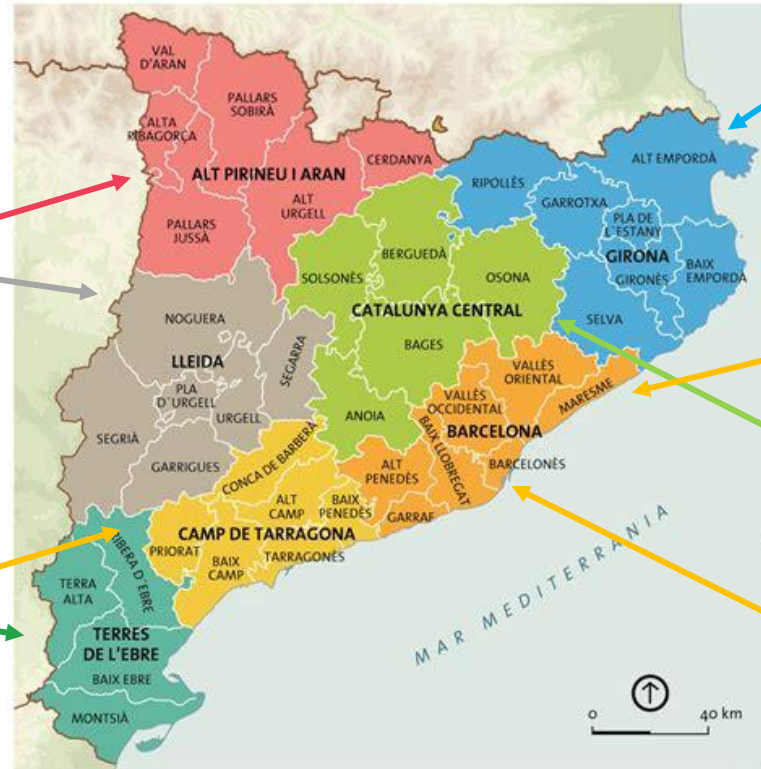 VAL
D'ARAN
PALLARS
SOBIRÀ
ALTA
RIBAGORÇA
ALT PIRINEU I ARAN
CERDANYA
PALLARS
JUSSÀ
ALT
URGELL
RIPOLLÈS
ALT EMPORDÀ
GARROTXA
PLA DE
L´ESTANY
GIRONA
GIRONÈS
BAIX
EMPORDÀ
SELVA
BERGUEDÀ
SOLSONÈS
OSONA
CATALUNYA CENTRAL
BAGES
ANOIA
NOGUERA
LLEIDA
SEGARRA
PLA
D´URGELL
URGELL
SEGRIÀ
GARRIGUES
VALLÈS
ORIENTAL
MARESME
VALLÈS
OCCIDENTAL
BARCELONA
BAIX LLOBREGAT
BARCELONÈS
ALT
PENEDÈS
GARRAF
CONCA DE BARBERÀ
ALT
CAMP
BAIX
PENEDÈS
CAMP DE TARRAGONA
PRIORAT
BAIX
CAMP
TARRAGONÈS
RIBERA D´EBRE
TERRA
ALTA
TERRES
DE L'EBRE
BAIX EBRE
MONTSIÀ
MAR MEDITERRANIA
0 40 km